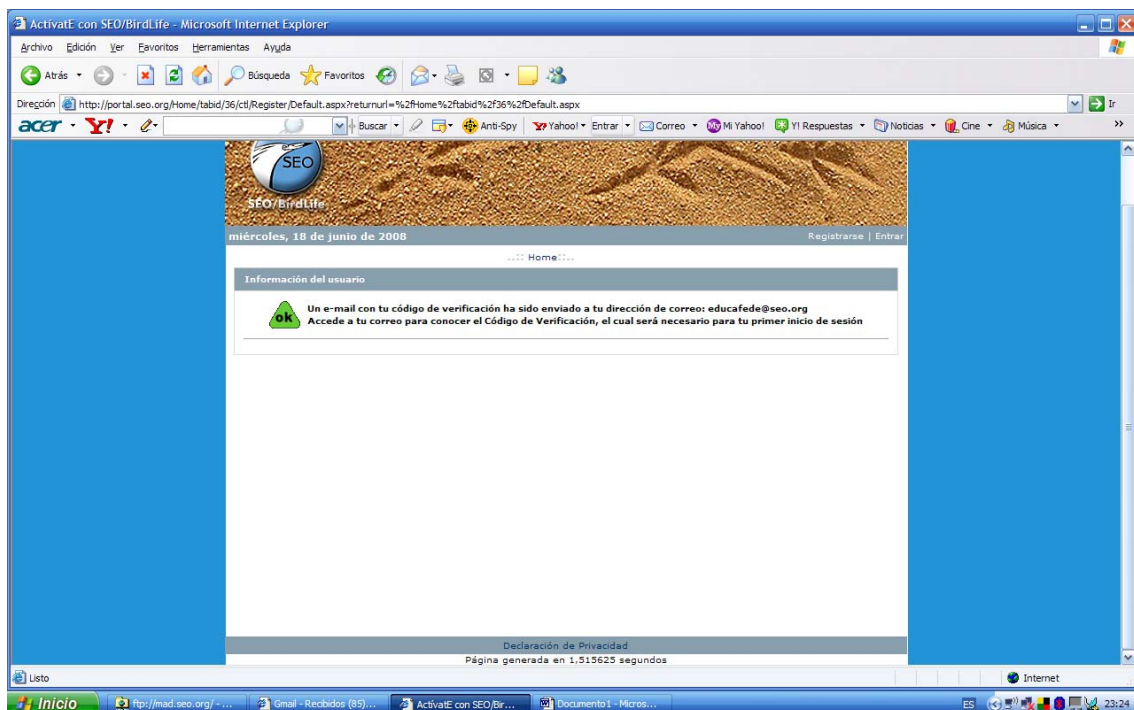 ActivatE con SEO/BirdLife - Microsoft Internet Explorer
Archivo Edición Ver Favoritos Herramientas Ayuda
Atrás Búsqueda Favoritos
Dirección http://portal.seo.org/Home/tabid/36/ctl/Register/Default.aspx?returnurl=%2fHome%2ftabid%2f36%2fDefault.aspx Ir
acer Y! Buscar Anti-Spy Yahoo! Entrar Correo My Mi Yahoo! Y! Respuestas Noticias Cine Música >>
SEO
SEO/BirdLife
miércoles, 18 de junio de 2008 Registrarse | Entrar
..:: Home::..
Información del usuario
ok Un e-mail con tu código de verificación ha sido enviado a tu dirección de correo: educafede@seo.org
Accede a tu correo para conocer el Código de Verificación, el cual será necesario para tu primer inicio de sesión
Declaración de Privacidad
Página generada en 1,515625 segundos
Listo Internet
Inicio ftp://mad.seo.org/ - ... Gmail - Recibidos (85)... ActivatE con SEO/Bir... Documento1 - Micros... ES 23:24